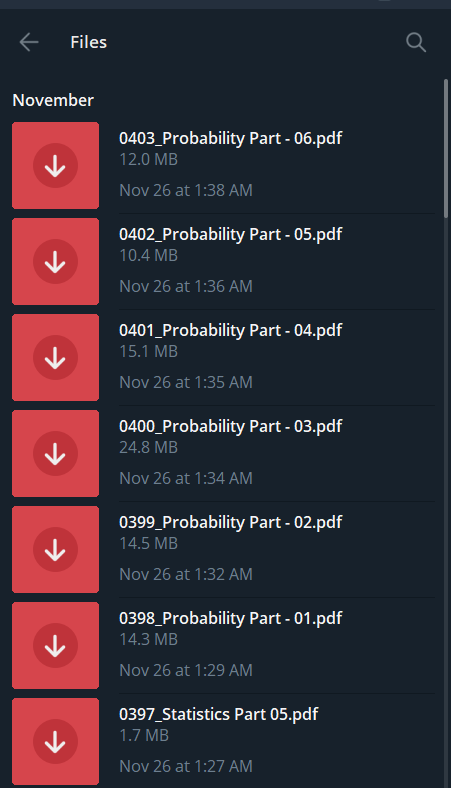 Files
November
0403_Probability Part - 06.pdf
12.0 MB
Nov 26 at 1:38 AM
0402_Probability Part - 05.pdf
10.4 MB
Nov 26 at 1:36 AM
0401_Probability Part - 04.pdf
15.1 MB
Nov 26 at 1:35 AM
0400_Probability Part - 03.pdf
24.8 MB
Nov 26 at 1:34 AM
0399_Probability Part - 02.pdf
14.5 MB
Nov 26 at 1:32 AM
0398_Probability Part - 01.pdf
14.3 MB
Nov 26 at 1:29 AM
0397_Statistics Part 05.pdf
1.7 MB
Nov 26 at 1:27 AM